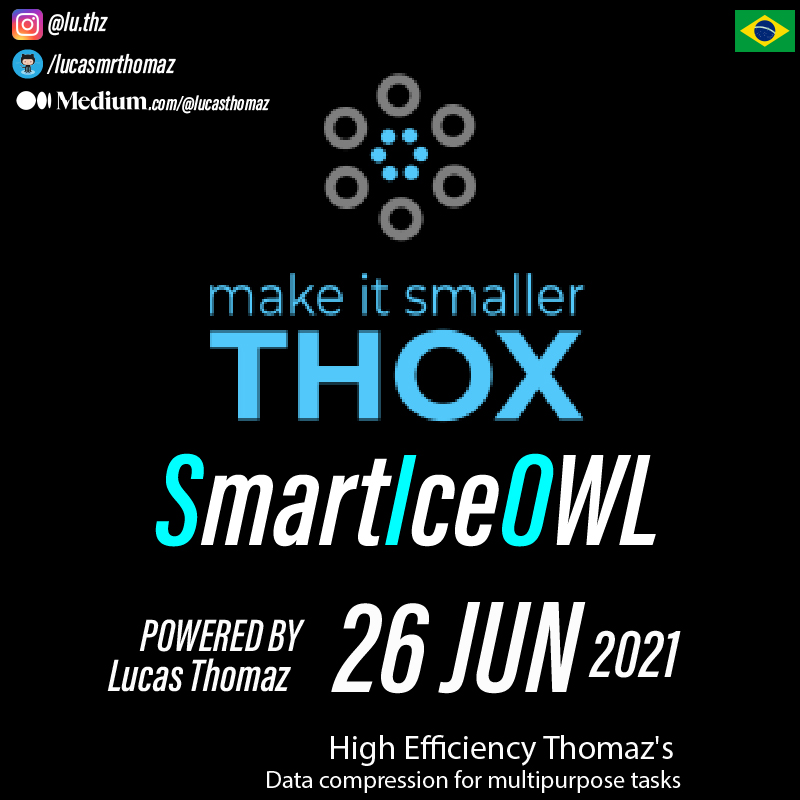 @lu.thz
/lucasmrthomaz
Medium.com/@lucasthomaz
make it smaller
THOX
SmartIceOWL
POWERED BY
Lucas Thomaz
26 JUN 2021
High Efficiency Thomaz's
Data compression for multipurpose tasks